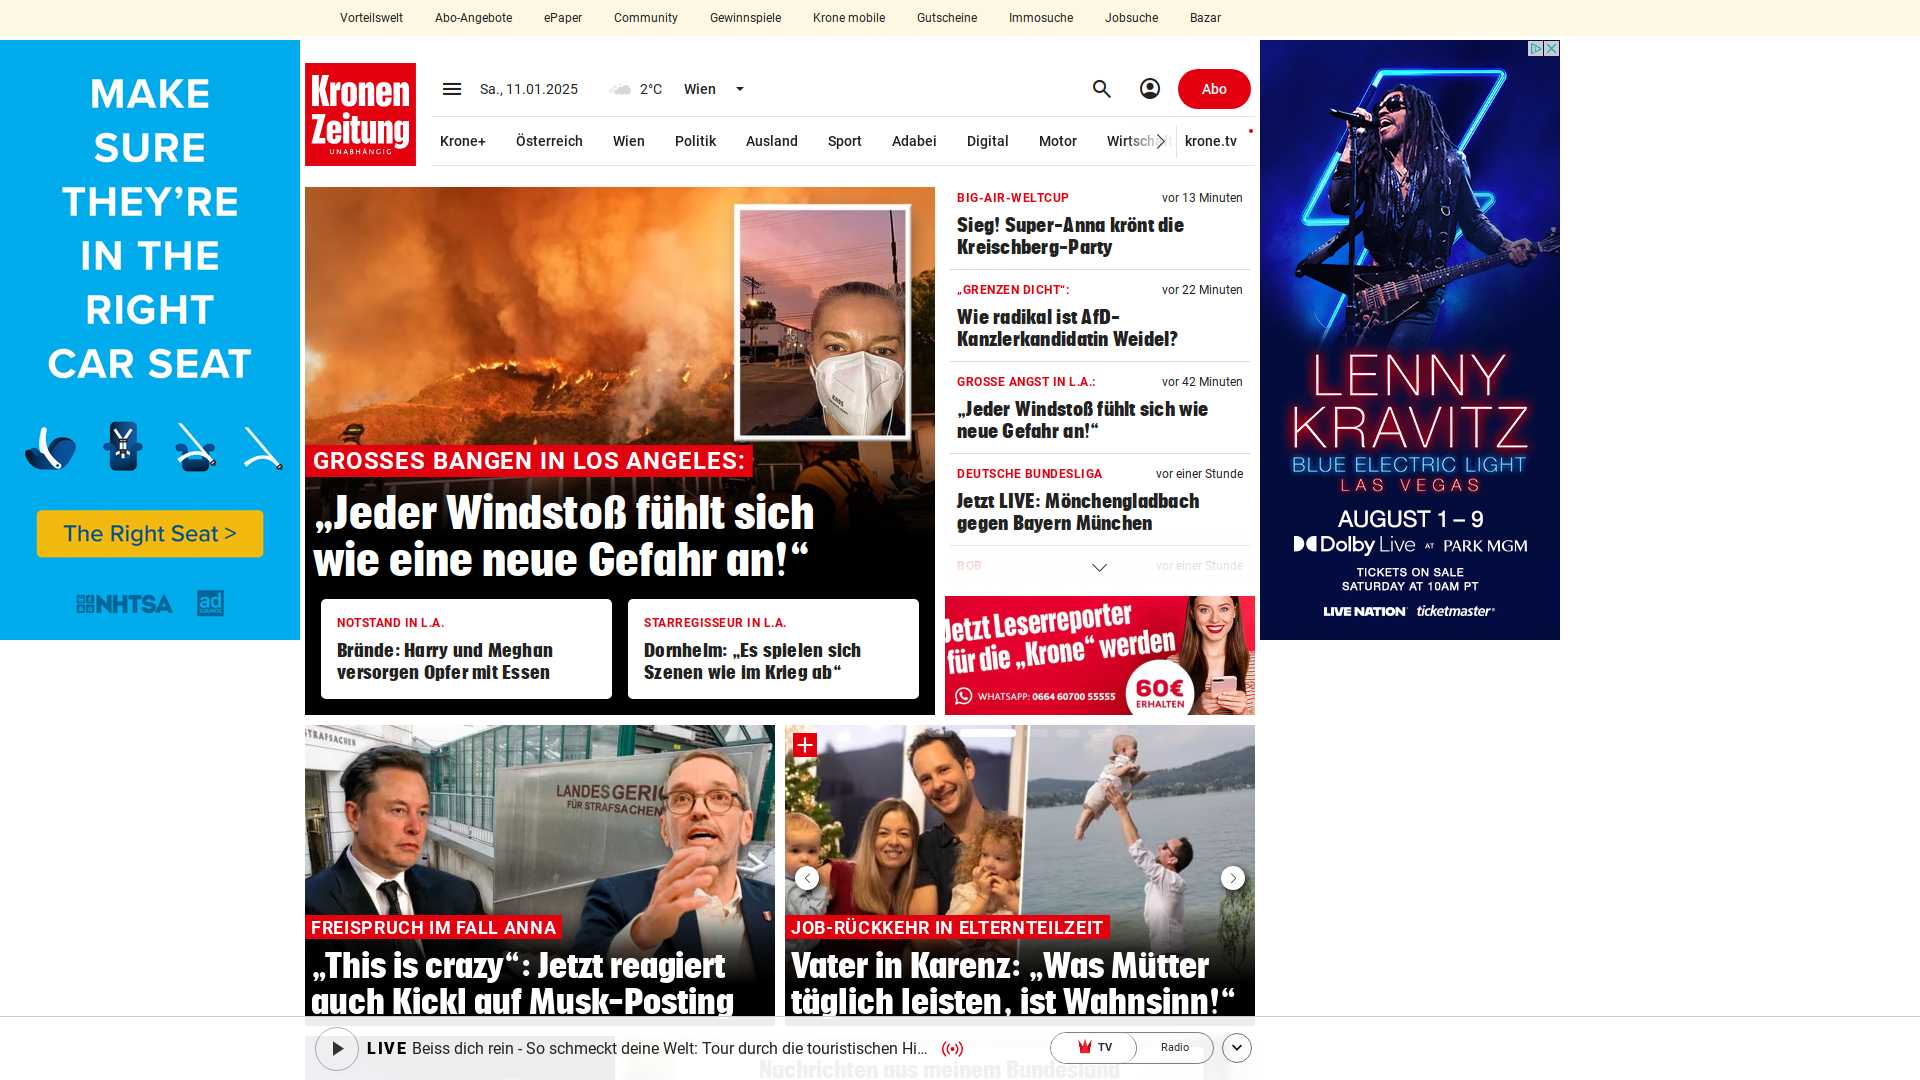 Vorteilswelt
Abo-Angebote
ePaper
Community
Gewinnspiele
Krone mobile
Gutscheine
Immosuche
Jobsuche
Bazar
MAKE
SURE
THEY'RE
IN THE
RIGHT
CAR SEAT
The Right Seat >
NHTSA
ad
COUNCIL
Kronen
Zeitung
UNABHÄNGIG
Sa., 11.01.2025
2°C
Wien
Abo
Krone+
Österreich
Wien
Politik
Ausland
Sport
Adabei
Digital
Motor
Wirtschaft
krone.tv
GROSSES BANGEN IN LOS ANGELES:
„Jeder Windstoß fühlt sich
wie eine neue Gefahr an!“
NOTSTAND IN L.A.
Brände: Harry und Meghan
versorgen Opfer mit Essen
STARREGISSEUR IN L.A.
Dornhelm: „Es spielen sich
Szenen wie im Krieg ab“
BIG-AIR-WELTCUP
vor 13 Minuten
Sieg! Super-Anna krönt die
Kreischberg-Party
„GRENZEN DICHT“:
vor 22 Minuten
Wie radikal ist AfD-
Kanzlerkandidatin Weidel?
GROSSE ANGST IN L.A.:
vor 42 Minuten
„Jeder Windstoß fühlt sich wie
neue Gefahr an!“
DEUTSCHE BUNDESLIGA
vor einer Stunde
Jetzt LIVE: Mönchengladbach
gegen Bayern München
BOB
vor einer Stunde
Jetzt Leserreporter
für die „Krone“ werden
WHATSAPP: 0664 60700 55555
60€
ERHALTEN
LENNY
KRAVITZ
BLUE ELECTRIC LIGHT
LAS VEGAS
AUGUST 1 – 9
Dolby Live AT PARK MGM
TICKETS ON SALE
SATURDAY AT 10AM PT
LIVE NATION ticketmaster
STRAFSACHEN
LANDESGERIC
FÜR STRAFSACHEN
FREISPRUCH IM FALL ANNA
„This is crazy“: Jetzt reagiert
auch Kickl auf Musk-Posting
JOB-RÜCKKEHR IN ELTERNTEILZEIT
Vater in Karenz: „Was Mütter
täglich leisten, ist Wahnsinn!“
LIVE Beiss dich rein - So schmeckt deine Welt: Tour durch die touristischen Hi...
TV
Radio
Nachrichten aus meinem Bundesland